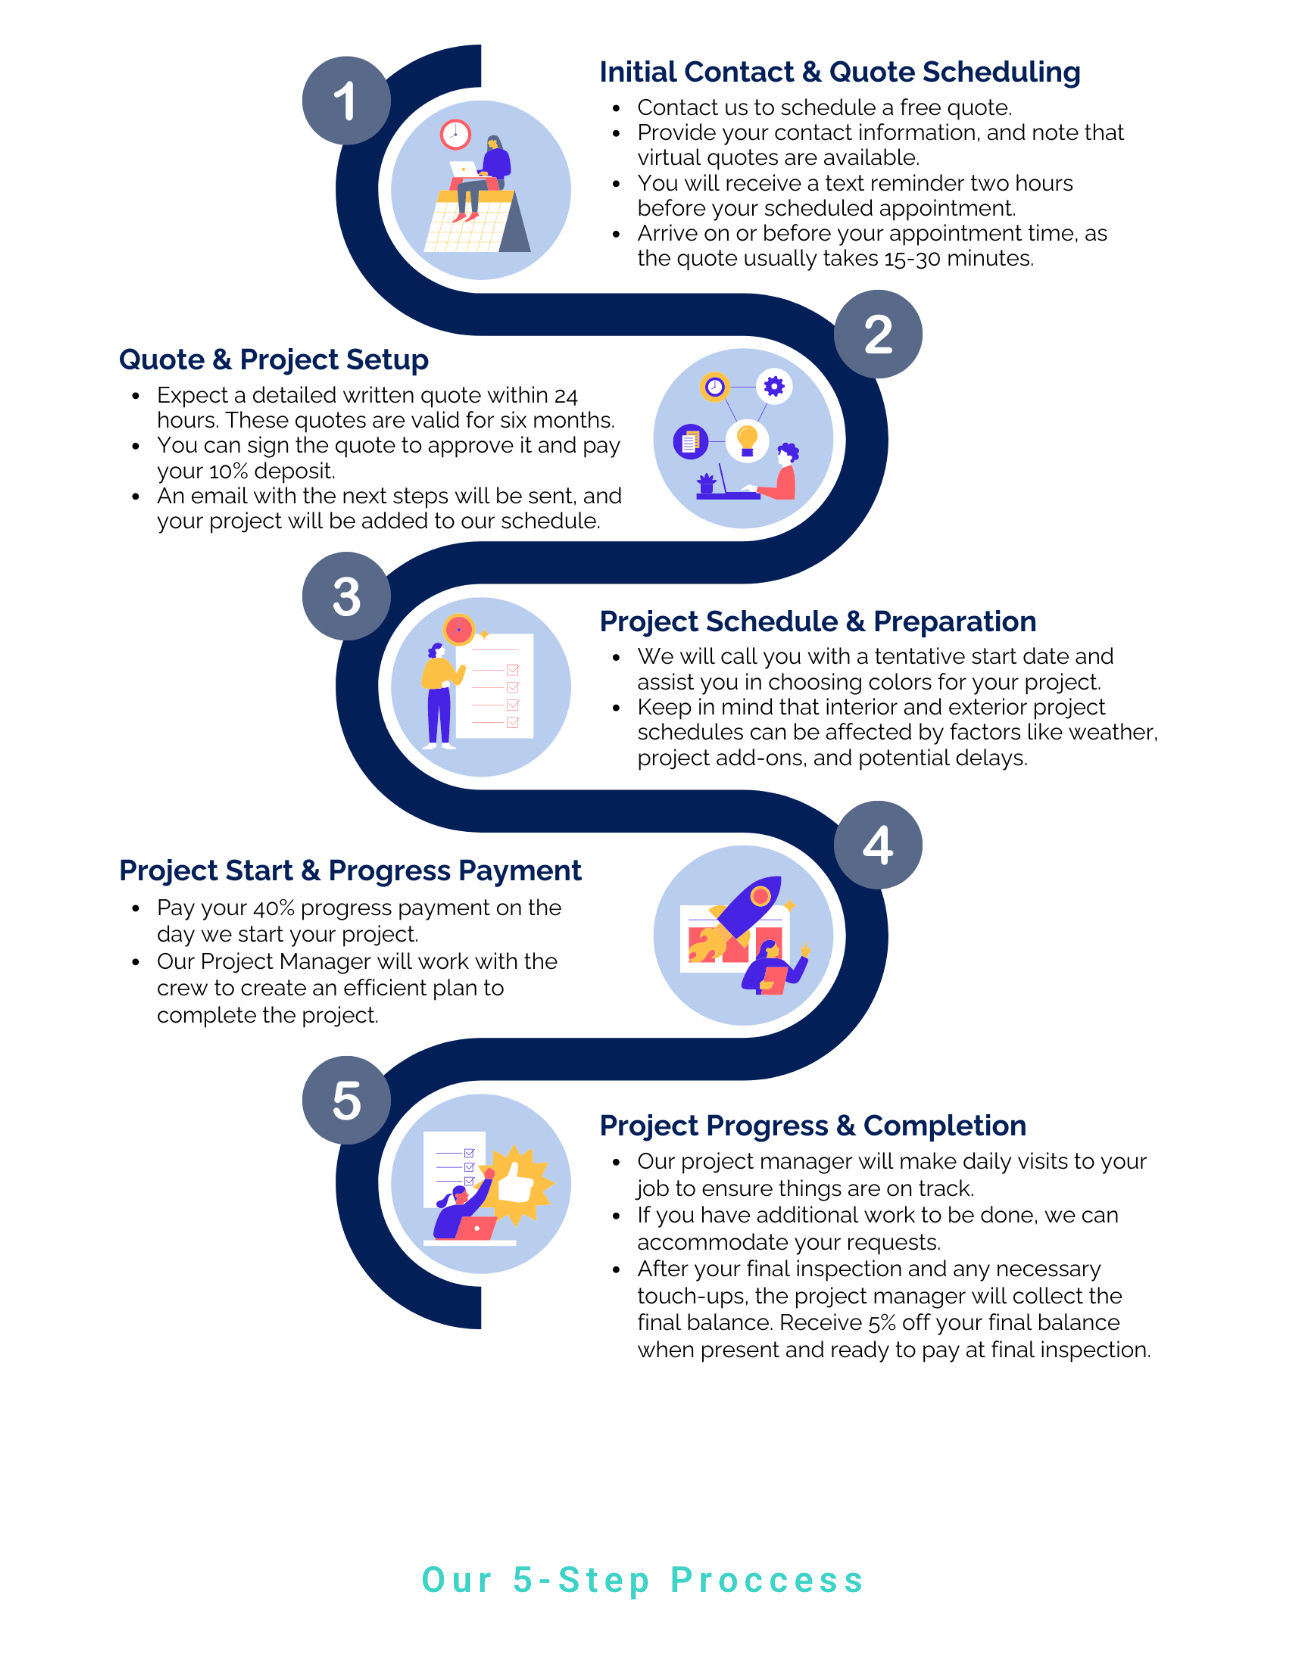 1
Initial Contact & Quote Scheduling
• Contact us to schedule a free quote.
• Provide your contact information, and note that
virtual quotes are available.
• You will receive a text reminder two hours
before your scheduled appointment.
• Arrive on or before your appointment time, as
the quote usually takes 15-30 minutes.
2
Quote & Project Setup
• Expect a detailed written quote within 24
hours. These quotes are valid for six months.
• You can sign the quote to approve it and pay
your 10% deposit.
• An email with the next steps will be sent, and
your project will be added to our schedule.
3
Project Schedule & Preparation
• We will call you with a tentative start date and
assist you in choosing colors for your project.
• Keep in mind that interior and exterior project
schedules can be affected by factors like weather,
project add-ons, and potential delays.
4
Project Start & Progress Payment
• Pay your 40% progress payment on the
day we start your project.
• Our Project Manager will work with the
crew to create an efficient plan to
complete the project.
5
Project Progress & Completion
• Our project manager will make daily visits to your
job to ensure things are on track.
• If you have additional work to be done, we can
accommodate your requests.
• After your final inspection and any necessary
touch-ups, the project manager will collect the
final balance. Receive 5% off your final balance
when present and ready to pay at final inspection.
Our 5-Step Proccess